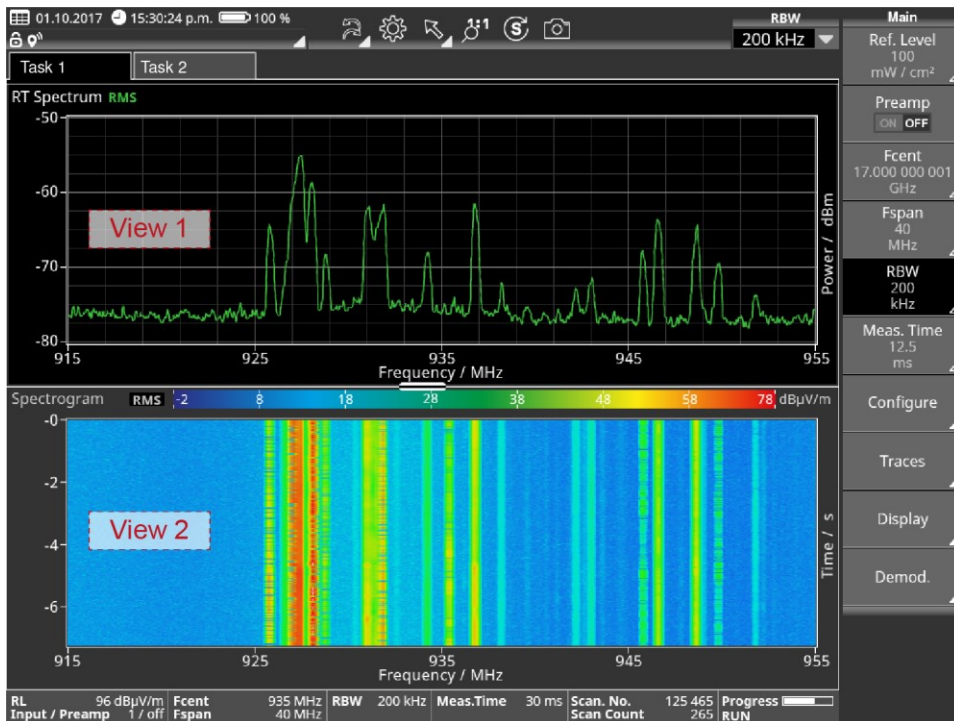 01.10.2017 15:30:24 p.m. 100 %
1:1 S
RBW
200 kHz
Task 1 Task 2
RT Spectrum RMS
-50
-60
-70
-80
View 1
Power / dBm
915 925 935 945 955
Frequency / MHz
Spectrogram RMS -2 8 18 28 38 48 58 78 dBµV/m
-0
-2
-4
-6
View 2
Time / s
915 925 935 945 955
Frequency / MHz
RL 96 dBµV/m Fcent 935 MHz RBW 200 kHz Meas.Time 30 ms Scan. No. 125 465 Progress
Input / Preamp 1 / off Fspan 40 MHz Scan Count 265 RUN
Main
Ref. Level
100
mW / cm²
Preamp
ON OFF
Fcent
17.000 000 001
GHz
Fspan
40
MHz
RBW
200
kHz
Meas. Time
12.5
ms
Configure
Traces
Display
Demod.